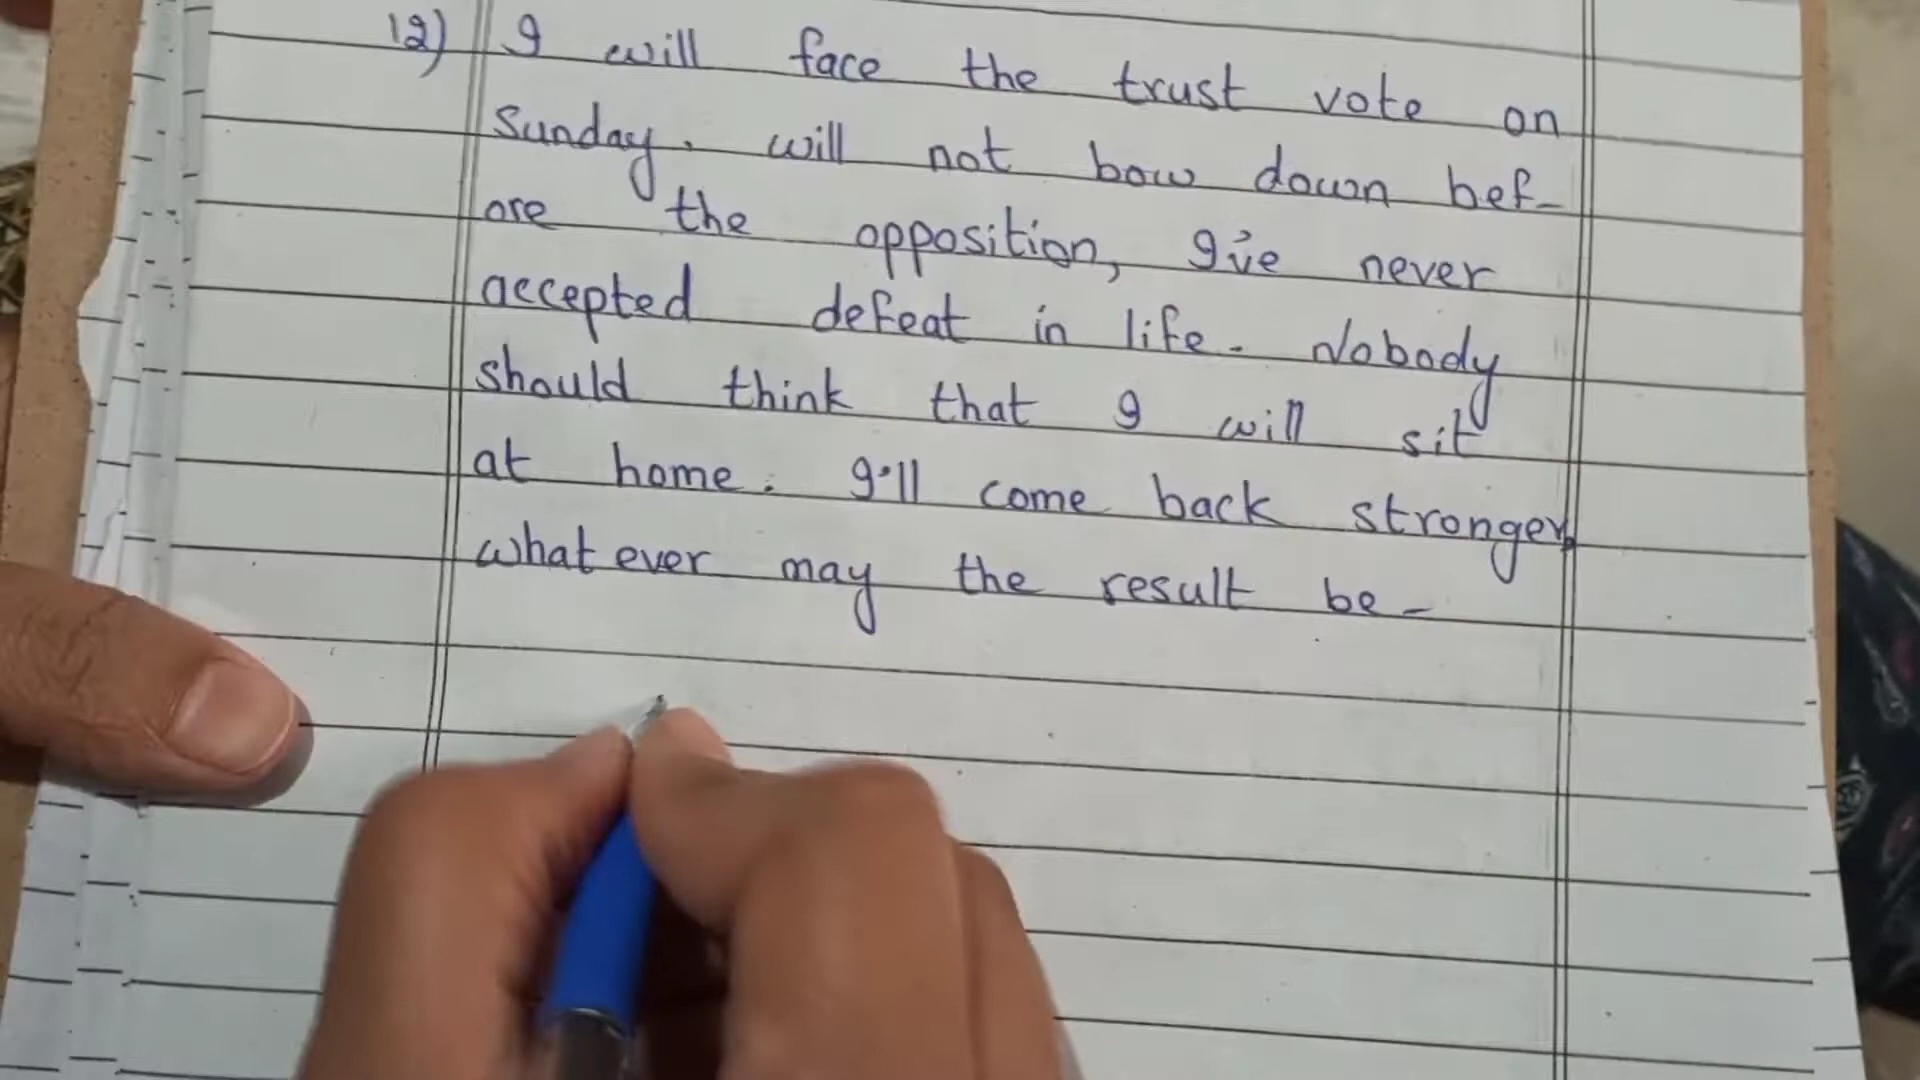 12) I will face the trust vote on
Sunday. will not bow down bef-
ore the opposition, I've never
accepted defeat in life. Nobody
should think that I will sit
at home. I'll come back stronger,
what ever may the result be-